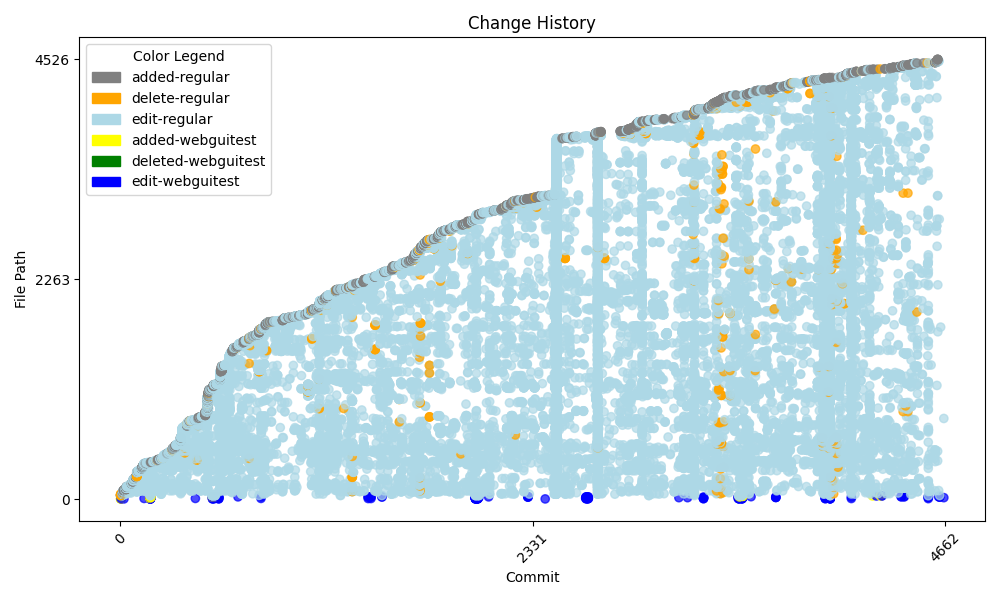 Change History
Color Legend
added-regular
delete-regular
edit-regular
added-webguitest
deleted-webguitest
edit-webguitest
File Path
4526
2263
0
0
2331
4662
Commit